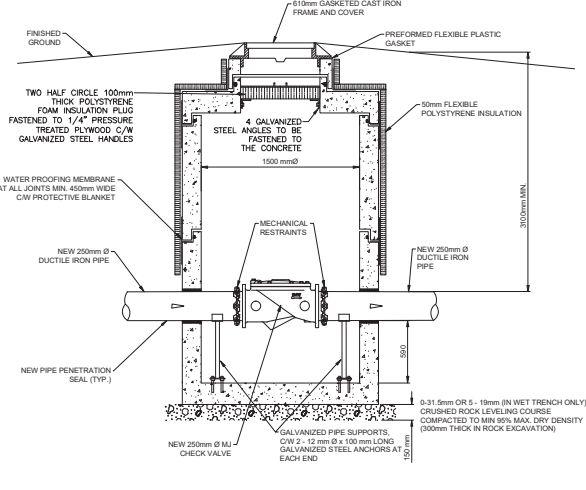 610mm GASKETED CAST IRON
FRAME AND COVER
FINISHED
GROUND
PREFORMED FLEXIBLE PLASTIC
GASKET
TWO HALF CIRCLE 100mm
THICK POLYSTYRENE
FOAM INSULATION PLUG
FASTENED TO 1/4" PRESSURE
TREATED PLYWOOD C/W
GALVANIZED STEEL HANDLES
4 GALVANIZED
STEEL ANGLES TO BE
FASTENED TO
THE CONCRETE
50mm FLEXIBLE
POLYSTYRENE INSULATION
1500 mmØ
3100mm MIN.
WATER PROOFING MEMBRANE
AT ALL JOINTS MIN. 450mm WIDE
C/W PROTECTIVE BLANKET
MECHANICAL
RESTRAINTS
NEW 250mm Ø
DUCTILE IRON PIPE
NEW 250mm Ø
DUCTILE IRON
PIPE
590
NEW PIPE PENETRATION
SEAL (TYP.)
0-31.5mm OR 5 - 19mm (IN WET TRENCH ONLY)
CRUSHED ROCK LEVELING COURSE
COMPACTED TO MIN 95% MAX. DRY DENSITY
(300mm THICK IN ROCK EXCAVATION)
150 mm
NEW 250mm Ø MJ
CHECK VALVE
GALVANIZED PIPE SUPPORTS,
C/W 2 - 12 mm Ø x 100 mm LONG
GALVANIZED STEEL ANCHORS AT
EACH END